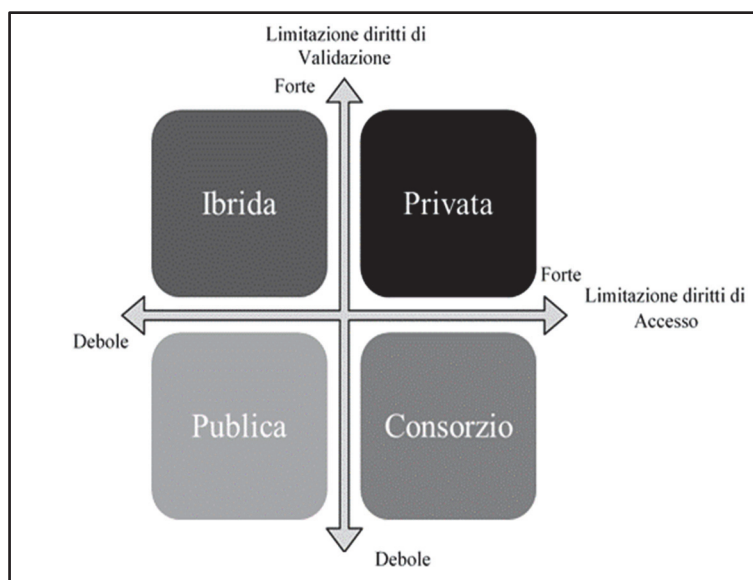 Limitazione diritti di
Validazione
Forte
Ibrida
Privata
Forte
Limitazione diritti di
Accesso
Debole
Publica
Consorzio
Debole